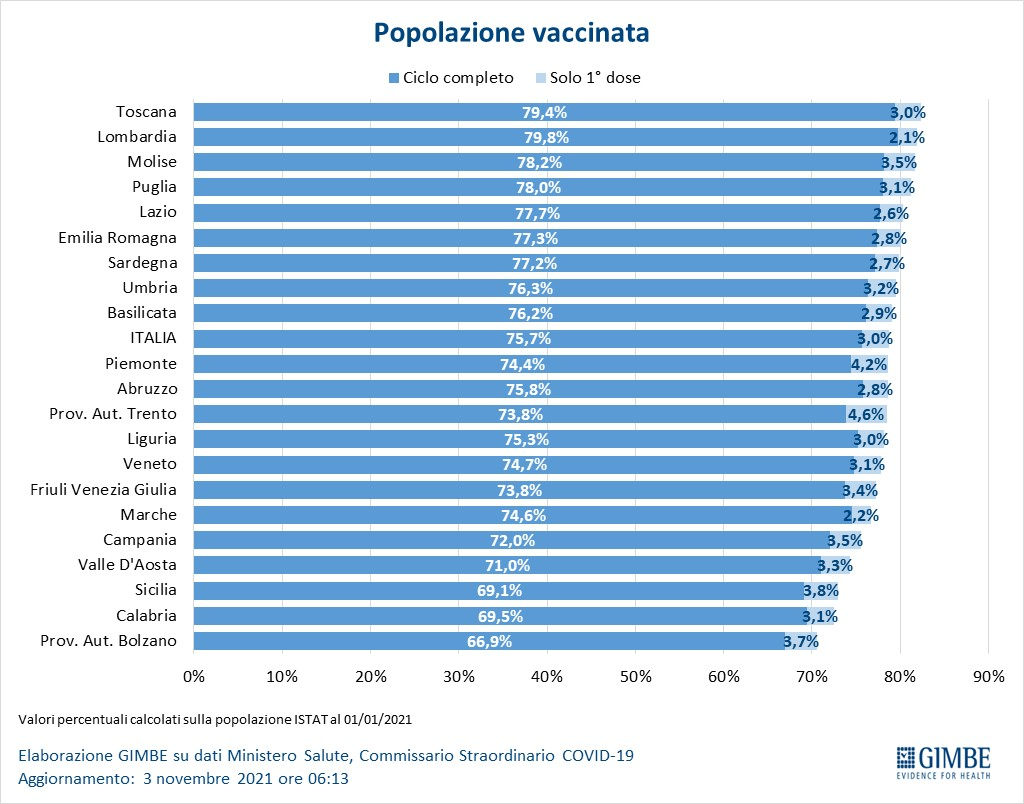 Popolazione vaccinata
Ciclo completo Solo 1° dose
Toscana 79,4% 3,0%
Lombardia 79,8% 2,1%
Molise 78,2% 3,5%
Puglia 78,0% 3,1%
Lazio 77,7% 2,6%
Emilia Romagna 77,3% 2,8%
Sardegna 77,2% 2,7%
Umbria 76,3% 3,2%
Basilicata 76,2% 2,9%
ITALIA 75,7% 3,0%
Piemonte 74,4% 4,2%
Abruzzo 75,8% 2,8%
Prov. Aut. Trento 73,8% 4,6%
Liguria 75,3% 3,0%
Veneto 74,7% 3,1%
Friuli Venezia Giulia 73,8% 3,4%
Marche 74,6% 2,2%
Campania 72,0% 3,5%
Valle D'Aosta 71,0% 3,3%
Sicilia 69,1% 3,8%
Calabria 69,5% 3,1%
Prov. Aut. Bolzano 66,9% 3,7%
0% 10% 20% 30% 40% 50% 60% 70% 80% 90%
Valori percentuali calcolati sulla popolazione ISTAT al 01/01/2021
Elaborazione GIMBE su dati Ministero Salute, Commissario Straordinario COVID-19
Aggiornamento: 3 novembre 2021 ore 06:13
GIMBE
EVIDENCE FOR HEALTH